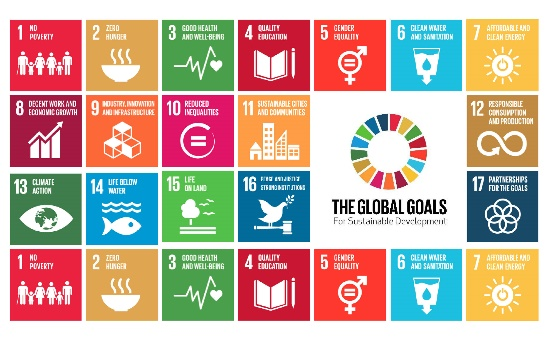 1 NO
POVERTY
2 ZERO
HUNGER
3 GOOD HEALTH
AND WELL-BEING
4 QUALITY
EDUCATION
5 GENDER
EQUALITY
6 CLEAN WATER
AND SANITATION
7 AFFORDABLE AND
CLEAN ENERGY
8 DECENT WORK AND
ECONOMIC GROWTH
9 INDUSTRY, INNOVATION
AND INFRASTRUCTURE
10 REDUCED
INEQUALITIES
11 SUSTAINABLE CITIES
AND COMMUNITIES
12 RESPONSIBLE
CONSUMPTION
AND PRODUCTION
13 CLIMATE
ACTION
14 LIFE BELOW
WATER
15 LIFE
ON LAND
16 PEACE AND JUSTICE
STRONG INSTITUTIONS
THE GLOBAL GOALS
For Sustainable Development
17 PARTNERSHIPS
FOR THE GOALS
1 NO
POVERTY
2 ZERO
HUNGER
3 GOOD HEALTH
AND WELL-BEING
4 QUALITY
EDUCATION
5 GENDER
EQUALITY
6 CLEAN WATER
AND SANITATION
7 AFFORDABLE AND
CLEAN ENERGY